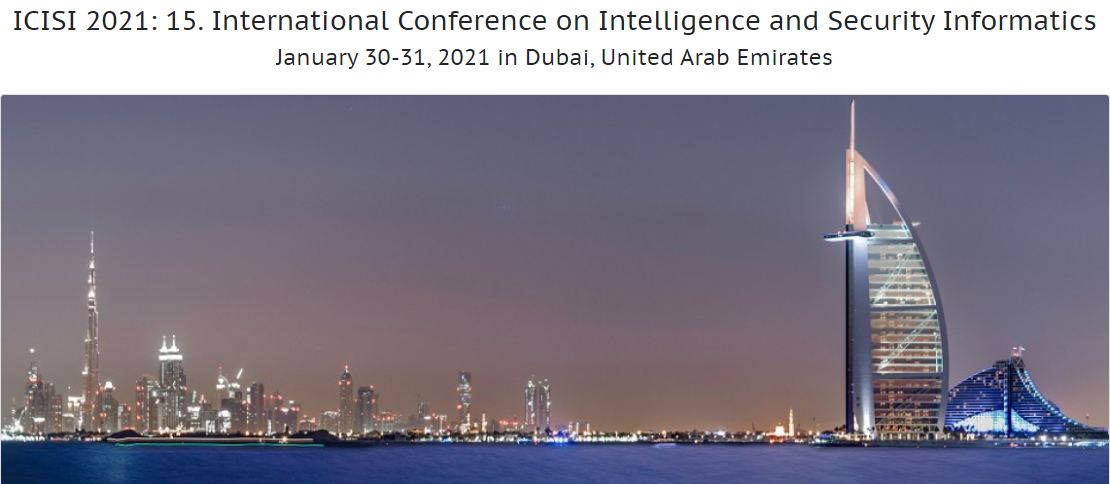 ICISI 2021: 15. International Conference on Intelligence and Security Informatics
January 30-31, 2021 in Dubai, United Arab Emirates